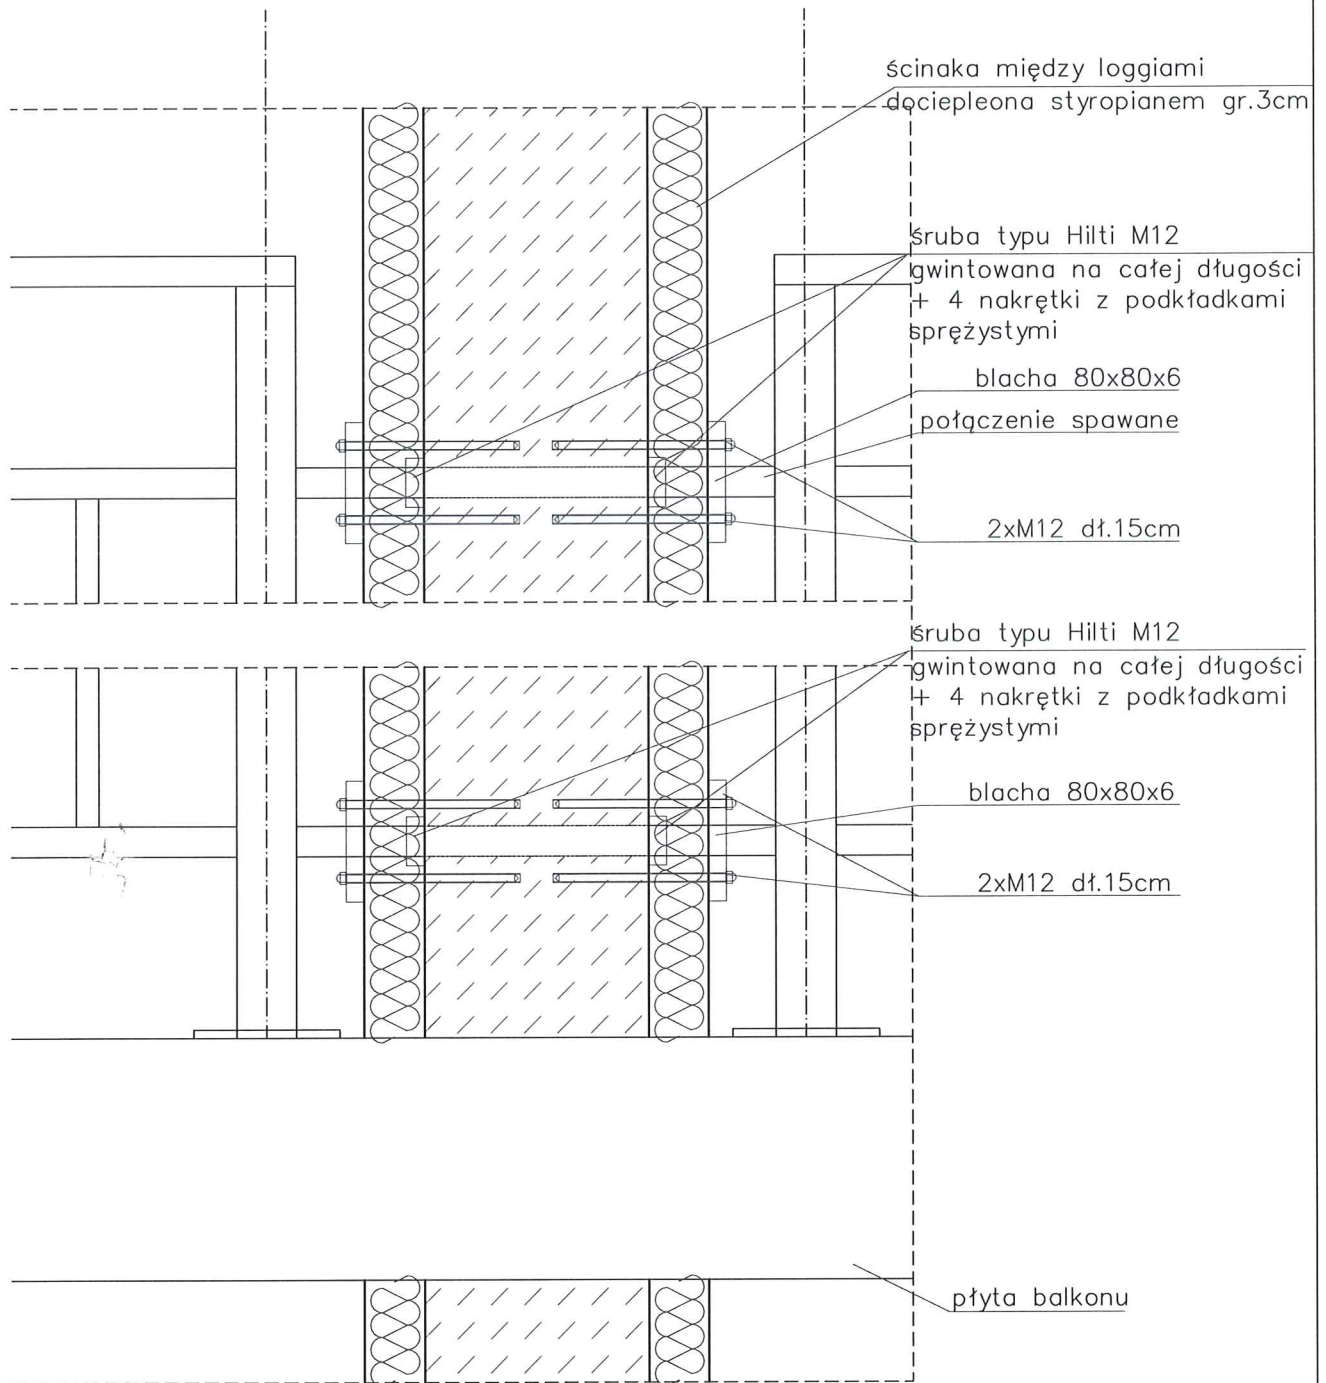 ścinaka między loggiami
dociepleona styropianem gr.3cm
śruba typu Hilti M12
gwintowana na całej długości
+ 4 nakrętki z podkładkami
sprężystymi
blacha 80x80x6
połączenie spawane
2xM12 dł.15cm
śruba typu Hilti M12
gwintowana na całej długości
+ 4 nakrętki z podkładkami
sprężystymi
blacha 80x80x6
2xM12 dł.15cm
płyta balkonu